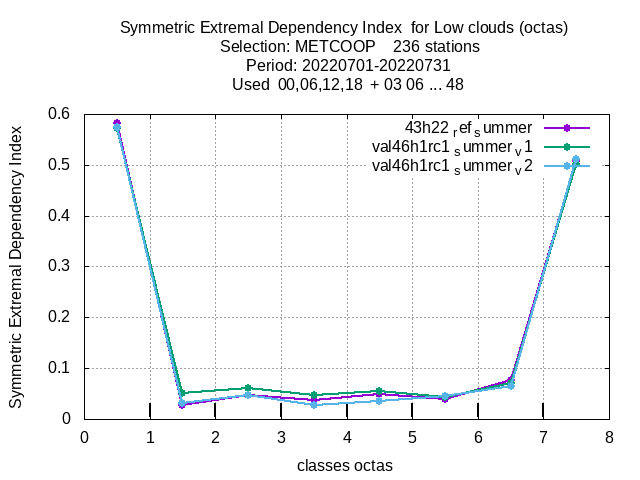 Symmetric Extremal Dependency Index for Low clouds (octas)
Selection: METCOOP 236 stations
Period: 20220701-20220731
Used 00,06,12,18 + 03 06 ... 48
Symmetric Extremal Dependency Index
0.6
0.5
0.4
0.3
0.2
0.1
0
43h22 ref summer
val46h1rc1 summer v1
val46h1rc1 summer v2
0 1 2 3 4 5 6 7 8
classes octas